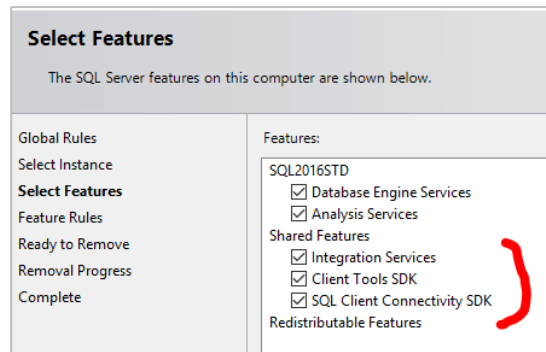 Select Features
The SQL Server features on this computer are shown below.
Global Rules
Select Instance
Select Features
Feature Rules
Ready to Remove
Removal Progress
Complete
Features:
SQL2016STD
Database Engine Services
Analysis Services
Shared Features
Integration Services
Client Tools SDK
SQL Client Connectivity SDK
Redistributable Features